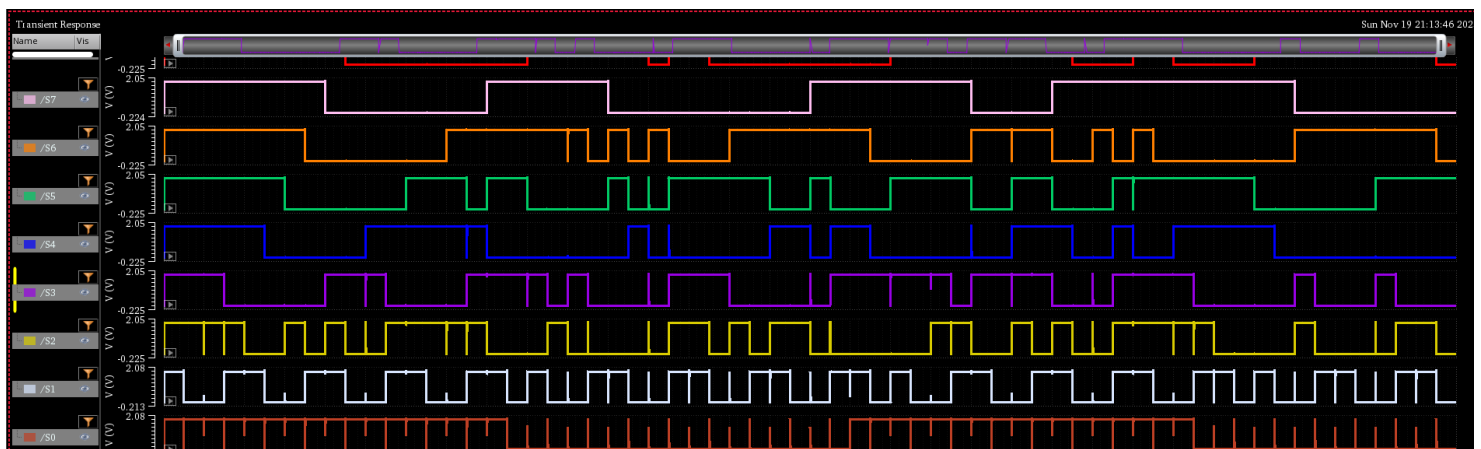 Transient Response
Sun Nov 19 21:13:46 202
Name Vis
-0.225
2.05
/S7
V (V)
-0.224
2.05
/S6
V (V)
-0.225
2.05
/S5
V (V)
-0.225
2.05
/S4
V (V)
-0.225
2.05
/S3
V (V)
-0.225
2.05
/S2
V (V)
-0.225
2.08
/S1
V (V)
-0.213
2.08
/S0
V (V)